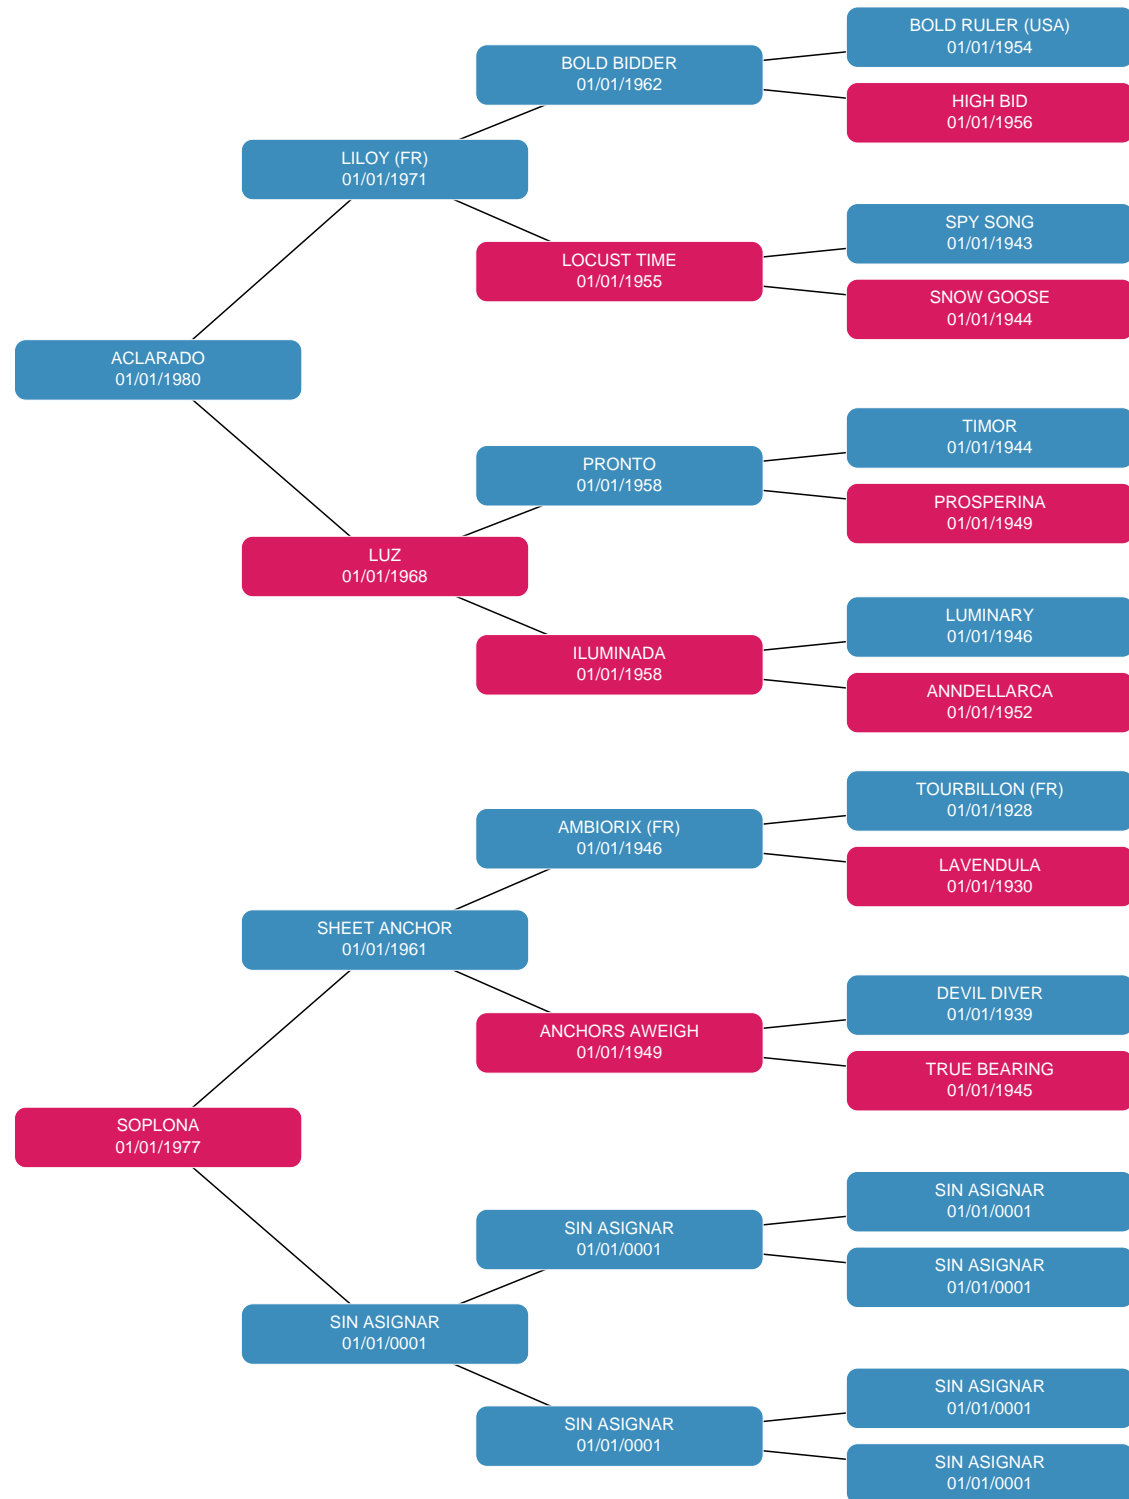 BOLD RULER (USA)
01/01/1954
BOLD BIDDER
01/01/1962
HIGH BID
01/01/1956
LILOY (FR)
01/01/1971
SPY SONG
01/01/1943
LOCUST TIME
01/01/1955
SNOW GOOSE
01/01/1944
ACLARADO
01/01/1980
TIMOR
01/01/1944
PRONTO
01/01/1958
PROSPERINA
01/01/1949
LUZ
01/01/1968
LUMINARY
01/01/1946
ILUMINADA
01/01/1958
ANNDELLARCA
01/01/1952
TOURBILLON (FR)
01/01/1928
AMBIORIX (FR)
01/01/1946
LAVENDULA
01/01/1930
SHEET ANCHOR
01/01/1961
DEVIL DIVER
01/01/1939
ANCHORS AWEIGH
01/01/1949
TRUE BEARING
01/01/1945
SOPLONA
01/01/1977
SIN ASIGNAR
01/01/0001
SIN ASIGNAR
01/01/0001
SIN ASIGNAR
01/01/0001
SIN ASIGNAR
01/01/0001
SIN ASIGNAR
01/01/0001
SIN ASIGNAR
01/01/0001
SIN ASIGNAR
01/01/0001